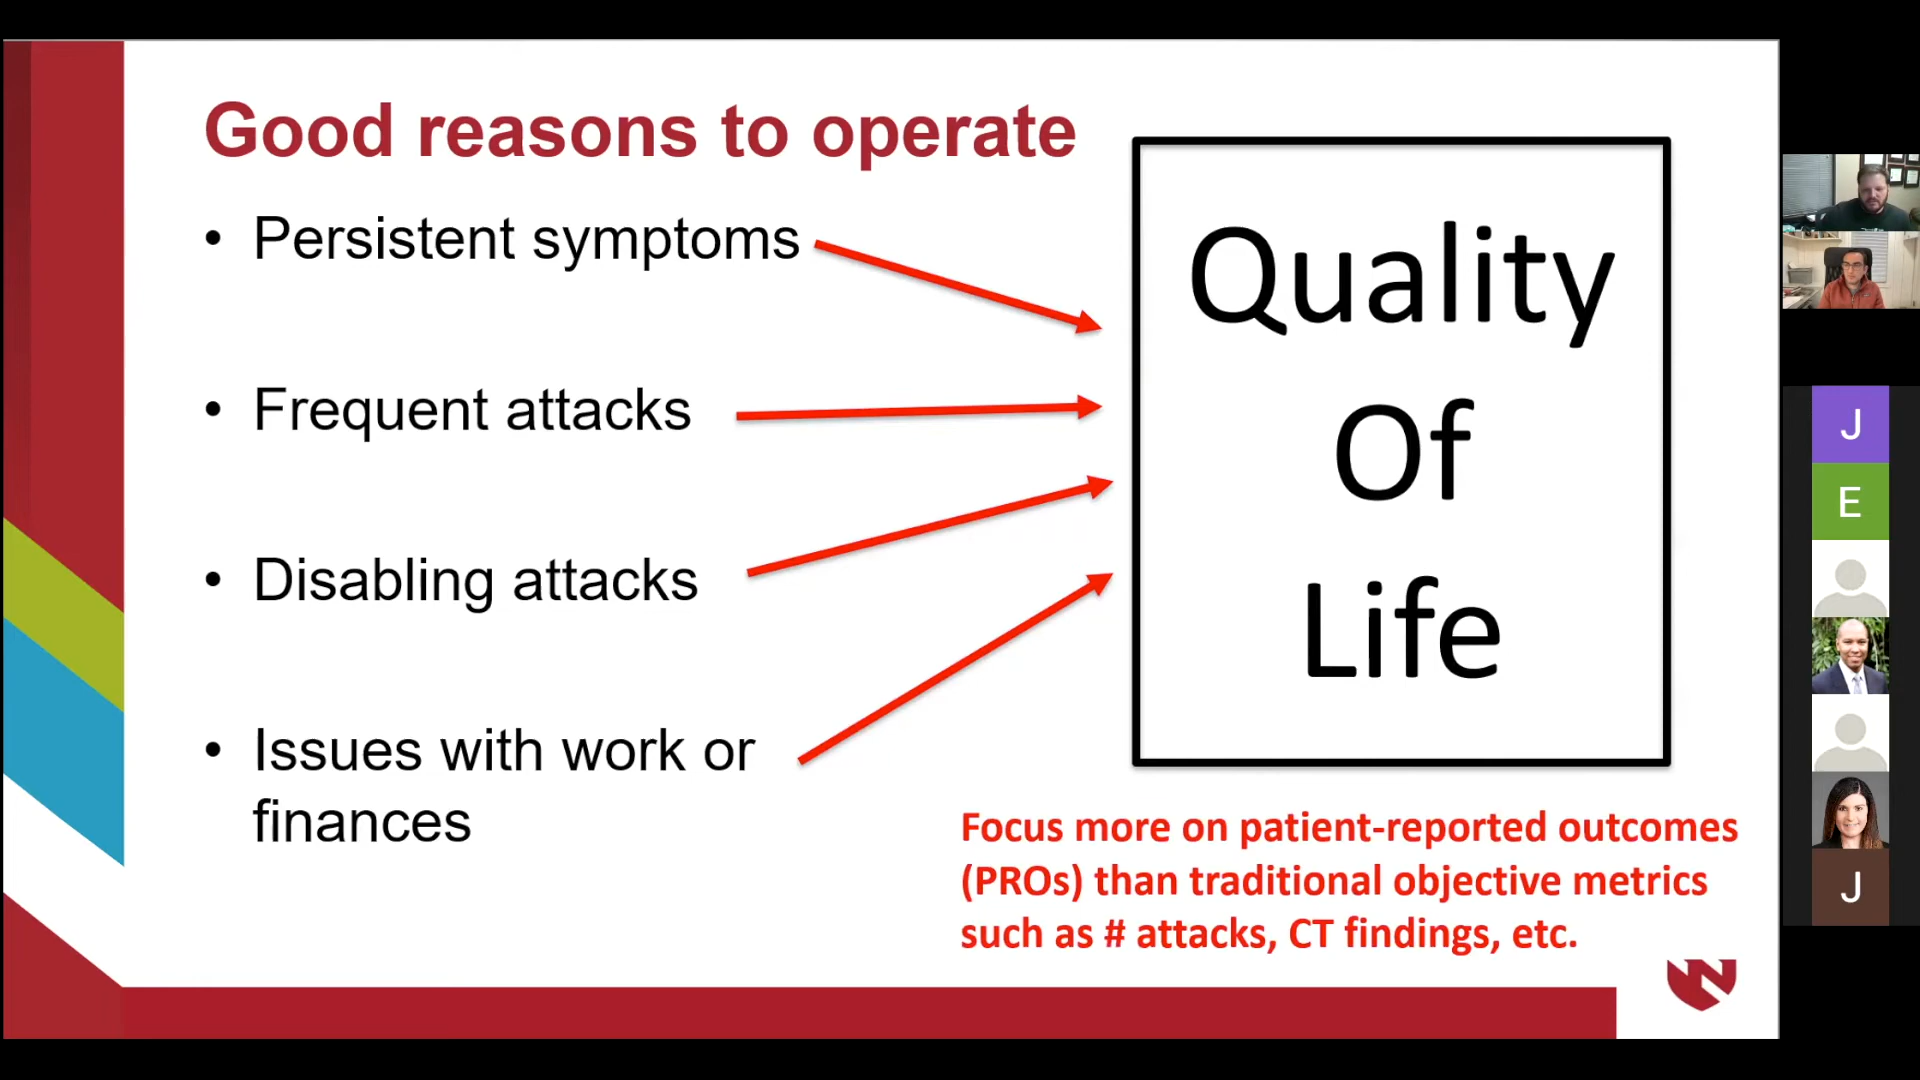 Good reasons to operate
• Persistent symptoms
• Frequent attacks
• Disabling attacks
• Issues with work or
finances
Quality
Of
Life
Focus more on patient-reported outcomes
(PROs) than traditional objective metrics
such as # attacks, CT findings, etc.
N
J
E
J